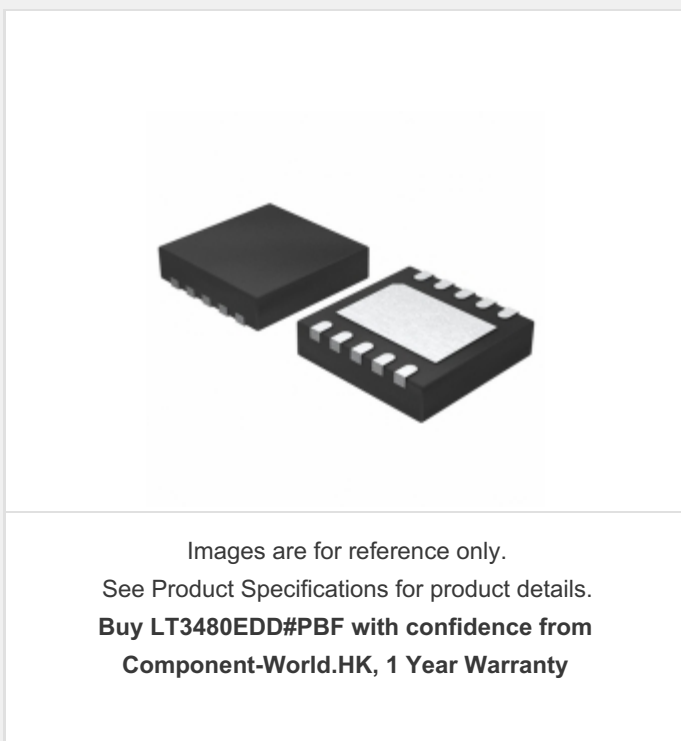 Images are for reference only.
See Product Specifications for product details.
Buy LT3480EDD#PBF with confidence from
Component-World.HK, 1 Year Warranty